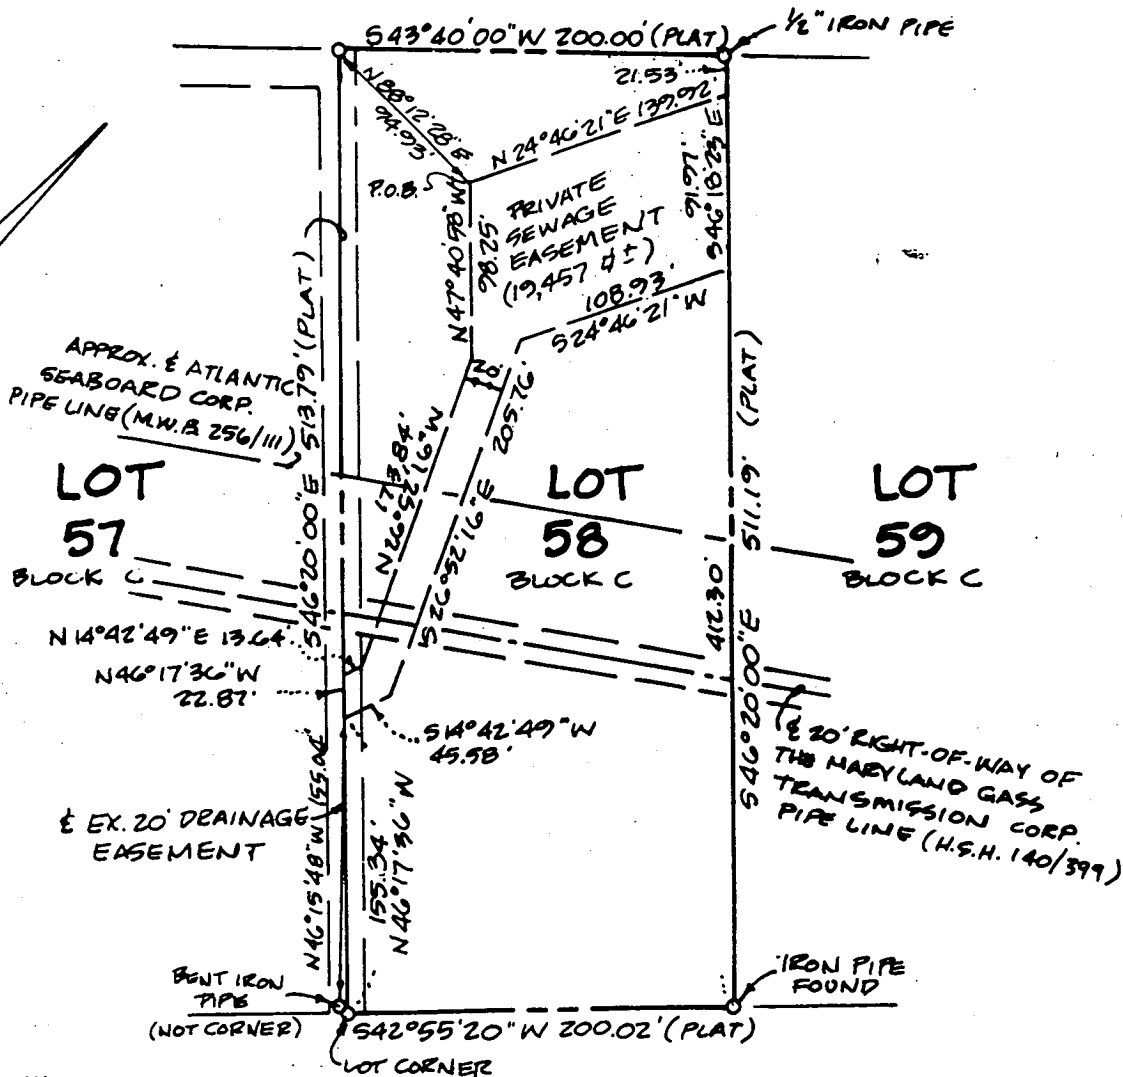 S43°40'00"W 200.00'(PLAT)
1/2" IRON PIPE
21.53'
N88°12'28"E
94.93'
N24°46'21"E 139.92'
P.O.B.
91.97'
S46°18'23"E
N47°40'58"W
98.25'
PRIVATE
SEWAGE
EASEMENT
(19,457 ⏍ ±)
108.93'
S24°46'21"W
20'
205.76'
S26°52'16"E
173.84'
N26°52'16"W
APPROX. ℄ ATLANTIC
SEABOARD CORP.
PIPE LINE (M.W.B. 256/111)
S46°20'00"E 513.79' (PLAT)
LOT
57
BLOCK C
LOT
58
BLOCK C
LOT
59
BLOCK C
S46°20'00"E 511.19' (PLAT)
412.30'
N14°42'49"E 13.64'
N46°17'36"W
22.87'
S14°42'49"W
45.58'
℄ 20' RIGHT-OF-WAY OF
THE MARYLAND GASS
TRANSMISSION CORP.
PIPE LINE (H.S.H. 140/399)
℄ EX. 20' DRAINAGE
EASEMENT
N46°15'48"W 155.04'
155.34'
N46°17'36"W
BENT IRON
PIPE
(NOT CORNER)
IRON PIPE
FOUND
S42°55'20"W 200.02' (PLAT)
LOT CORNER